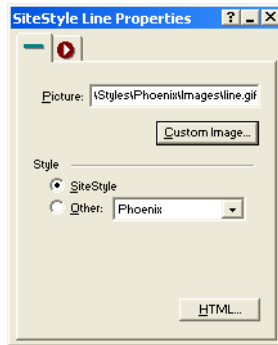 SiteStyle Line Properties
Picture: \Styles\Phoenix\Images\line.gif
Custom Image...
Style
SiteStyle
Other: Phoenix
HTML...